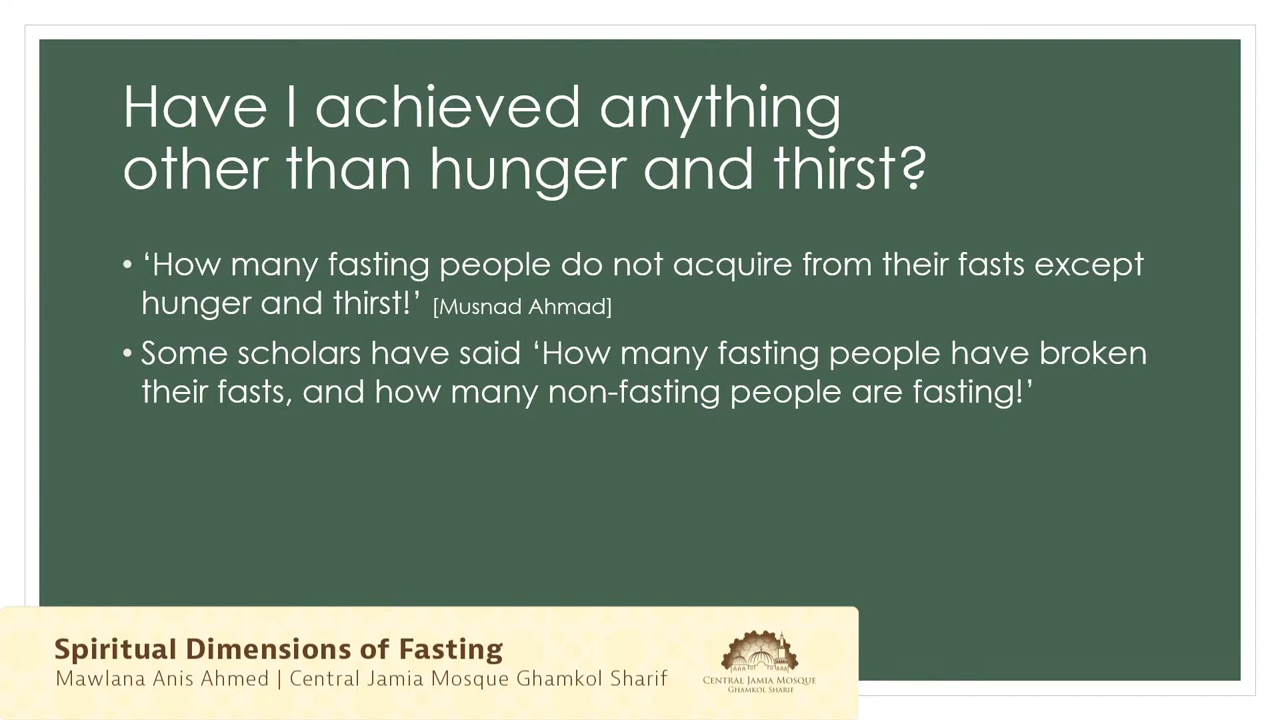 Have I achieved anything
other than hunger and thirst?
• ‘How many fasting people do not acquire from their fasts except
hunger and thirst!’ [Musnad Ahmad]
• Some scholars have said ‘How many fasting people have broken
their fasts, and how many non-fasting people are fasting!’
Spiritual Dimensions of Fasting
Mawlana Anis Ahmed | Central Jamia Mosque Ghamkol Sharif
Central Jamia Mosque
Ghamkol Sharif